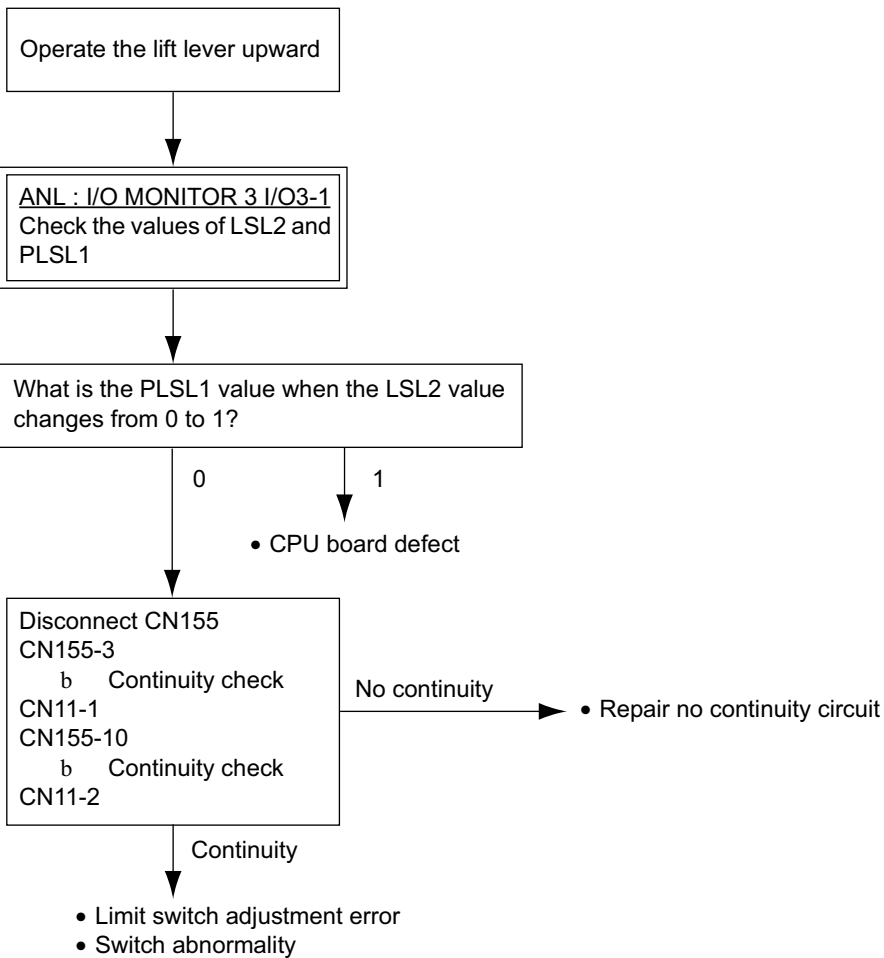 Operate the lift lever upward
ANL : I/O MONITOR 3 I/O3-1
Check the values of LSL2 and
PLSL1
What is the PLSL1 value when the LSL2 value
changes from 0 to 1?
0
1
• CPU board defect
Disconnect CN155
CN155-3
b Continuity check
CN11-1
CN155-10
b Continuity check
CN11-2
No continuity
• Repair no continuity circuit
Continuity
• Limit switch adjustment error
• Switch abnormality